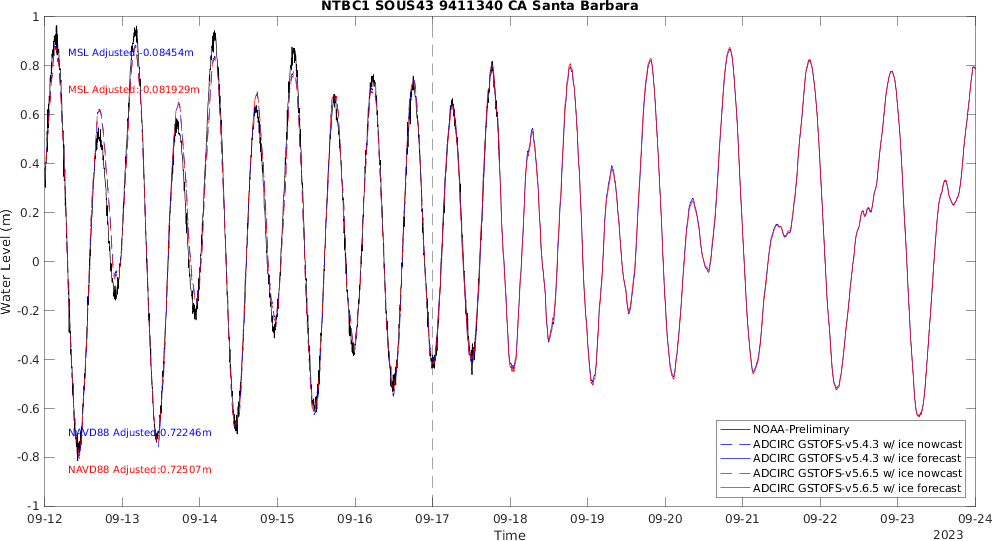 NTBC1 SOUS43 9411340 CA Santa Barbara
1
0.8
0.6
0.4
0.2
0
-0.2
-0.4
-0.6
-0.8
-1
Water Level (m)
MSL Adjusted:-0.08454m
MSL Adjusted:-0.081929m
NAVD88 Adjusted:0.72246m
NAVD88 Adjusted:0.72507m
NOAA-Preliminary
ADCIRC GSTOFS-v5.4.3 w/ ice nowcast
ADCIRC GSTOFS-v5.4.3 w/ ice forecast
ADCIRC GSTOFS-v5.6.5 w/ ice nowcast
ADCIRC GSTOFS-v5.6.5 w/ ice forecast
09-12 09-13 09-14 09-15 09-16 09-17 09-18 09-19 09-20 09-21 09-22 09-23 09-24
Time
2023